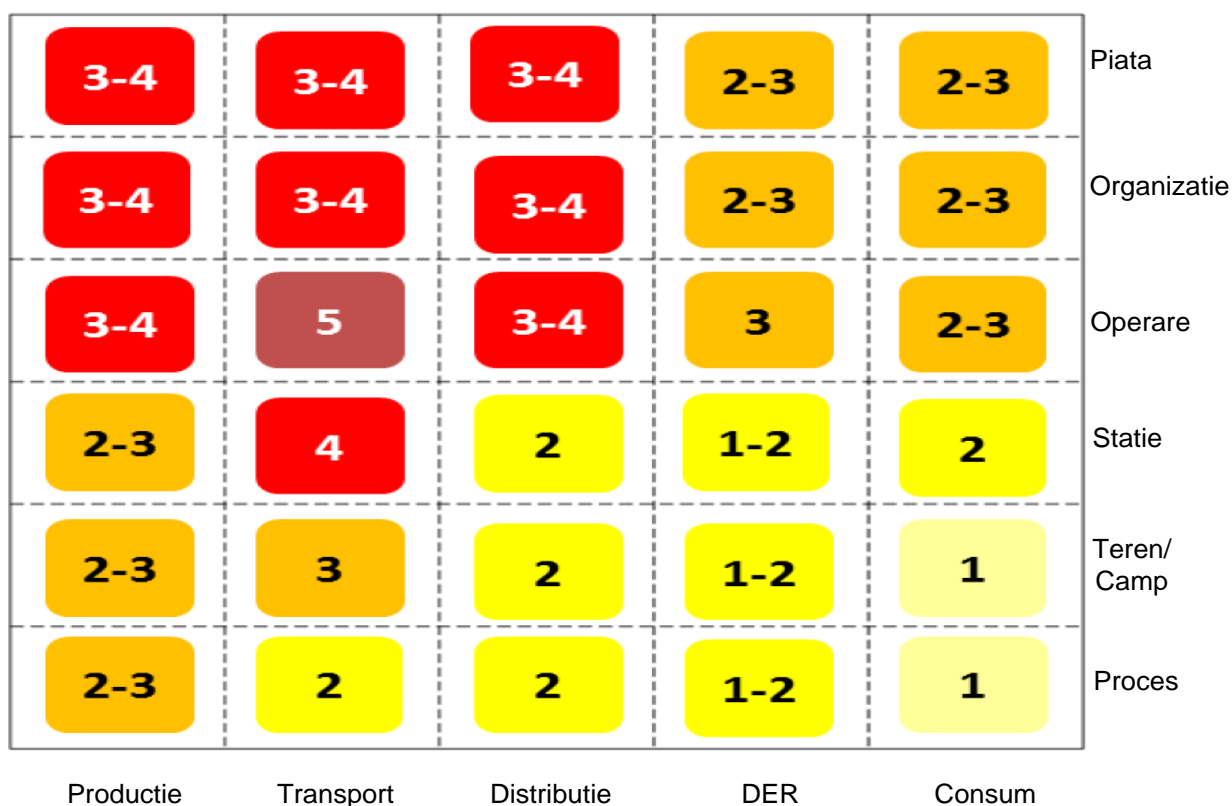 3-4 3-4 3-4 2-3 2-3 Piata
3-4 3-4 3-4 2-3 2-3 Organizatie
3-4 5 3-4 3 2-3 Operare
2-3 4 2 1-2 2 Statie
2-3 3 2 1-2 1 Teren/
Camp
2-3 2 2 1-2 1 Proces
Productie Transport Distributie DER Consum